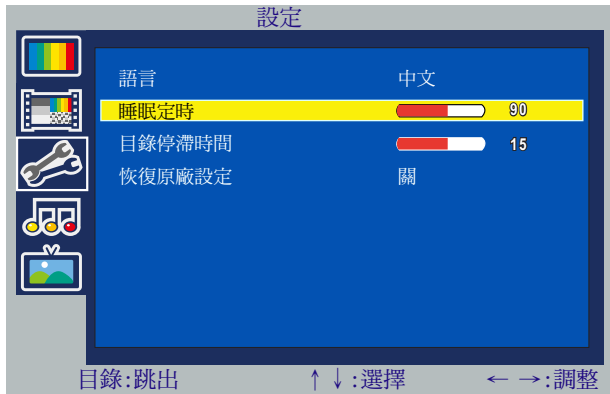 設定
語言 中文
睡眠定時 90
目錄停滯時間 15
恢復原廠設定 關
目錄:跳出 ↑↓:選擇 ← →:調整